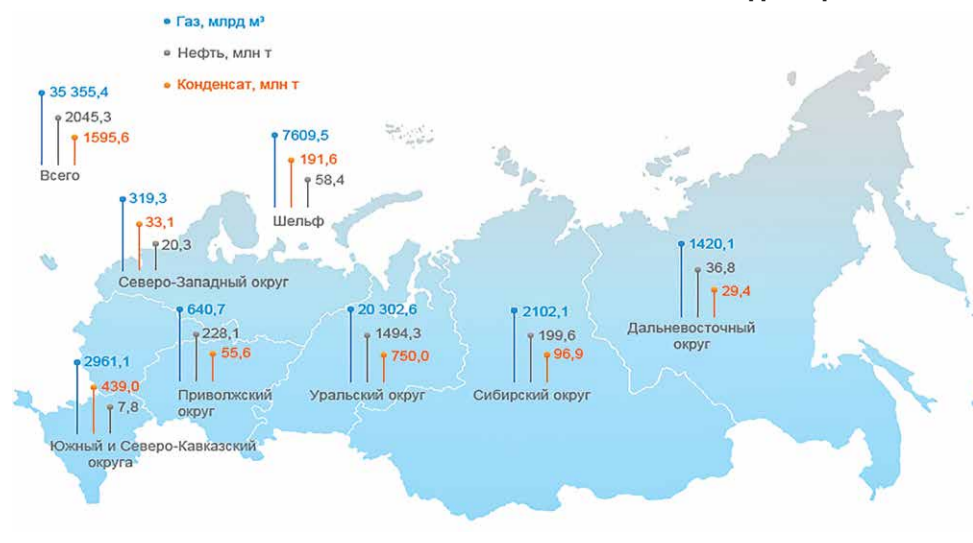 Газ, млрд м³
Нефть, млн т
Конденсат, млн т
35 355,4
2045,3
1595,6
Всего
7609,5
191,6
58,4
Шельф
319,3
33,1
20,3
Северо-Западный округ
1420,1
36,8
29,4
Дальневосточный
округ
640,7
228,1
55,6
Приволжский
округ
20 302,6
1494,3
750,0
Уральский округ
2102,1
199,6
96,9
Сибирский округ
2961,1
439,0
7,8
Южный и Северо-Кавказский
округа